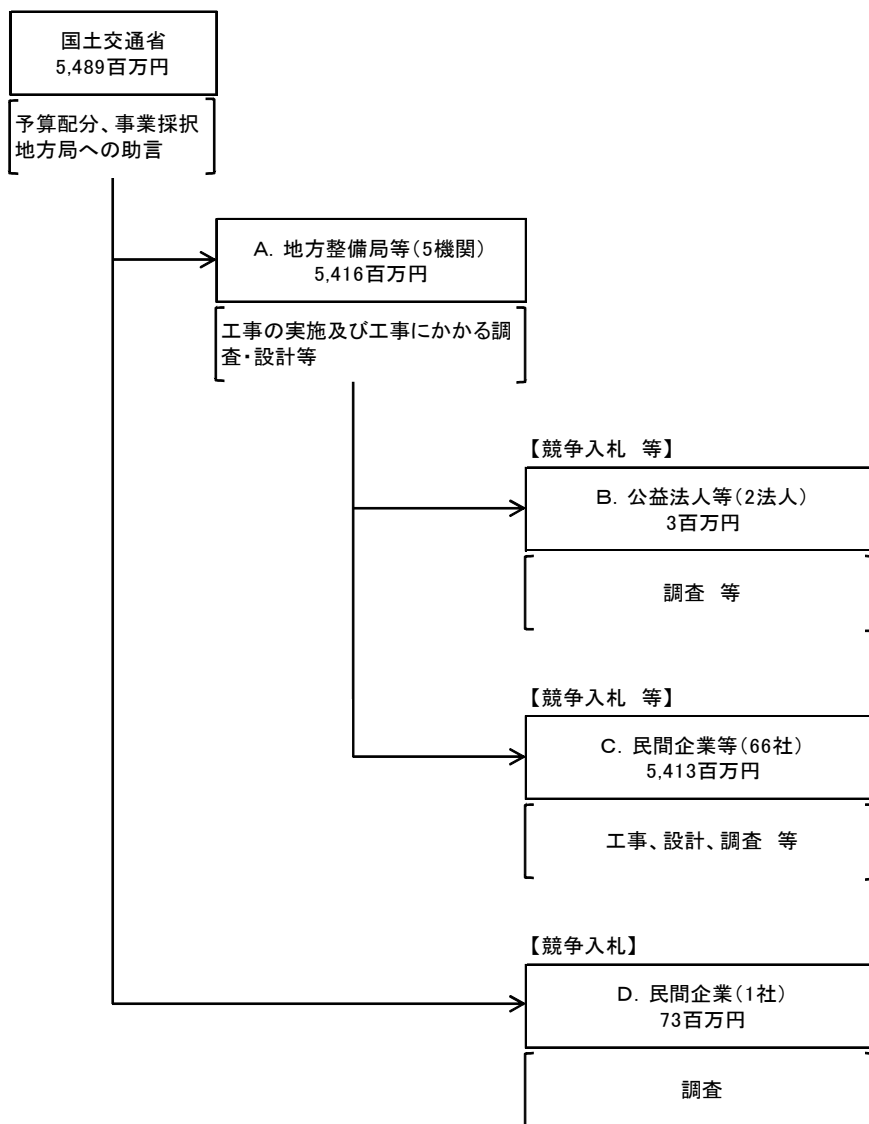 国土交通省
5,489百万円
予算配分、事業採択
地方局への助言
A. 地方整備局等(5機関)
5,416百万円
工事の実施及び工事にかかる調
査・設計等
【競争入札　等】
B. 公益法人等(2法人)
3百万円
調査　等
【競争入札　等】
C. 民間企業等(66社)
5,413百万円
工事、設計、調査　等
【競争入札】
D. 民間企業(1社)
73百万円
調査